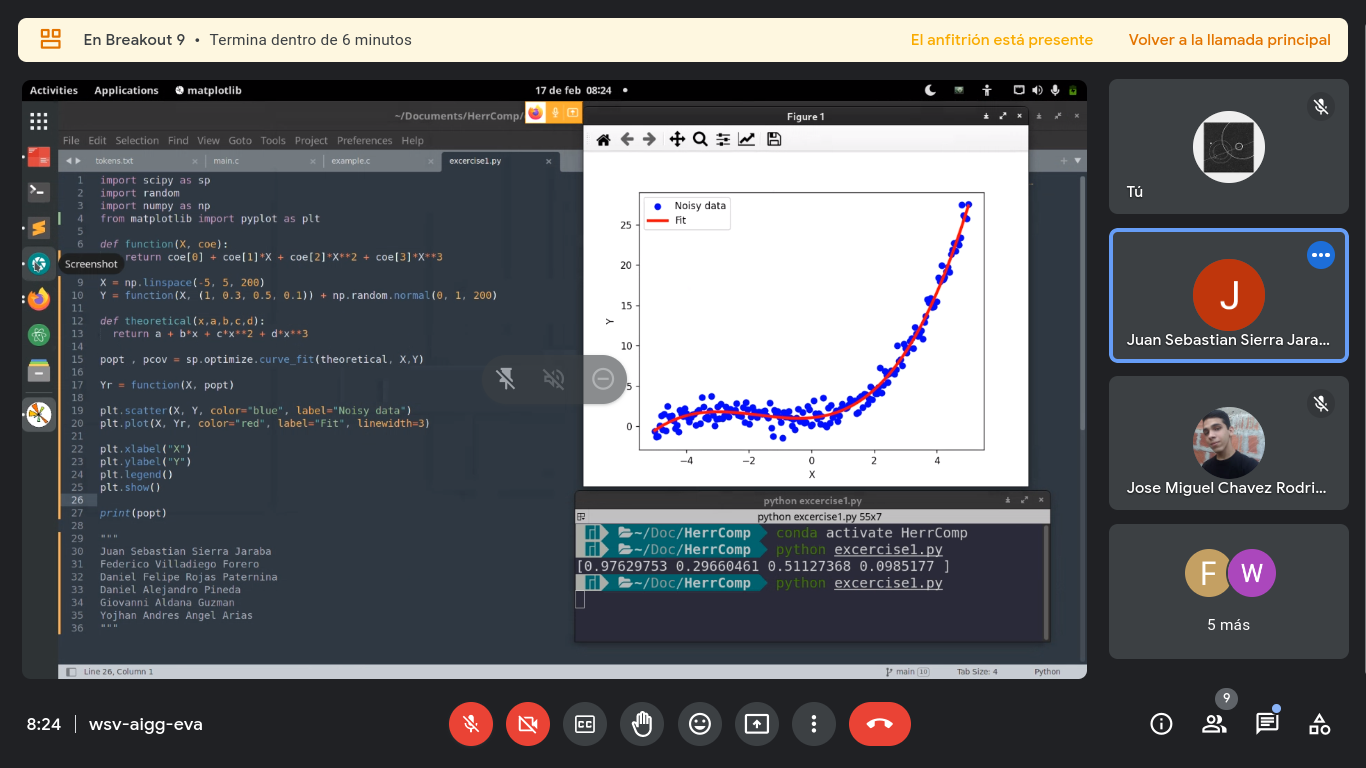 En Breakout 9 • Termina dentro de 6 minutos
El anfitrión está presente
Volver a la llamada principal
Activities Applications matplotlib
17 de feb 08:24
~/Documents/HerrComp/
File Edit Selection Find View Goto Tools Project Preferences Help
tokens.txt
main.c
example.c
excercise1.py
1 import scipy as sp
2 import random
3 import numpy as np
4 from matplotlib import pyplot as plt
5
6 def function(X, coe):
return coe[0] + coe[1]*X + coe[2]*X**2 + coe[3]*X**3
Screenshot
9 X = np.linspace(-5, 5, 200)
10 Y = function(X, (1, 0.3, 0.5, 0.1)) + np.random.normal(0, 1, 200)
11
12 def theoretical(x,a,b,c,d):
13 return a + b*x + c*x**2 + d*x**3
14
15 popt , pcov = sp.optimize.curve_fit(theoretical, X,Y)
16
17 Yr = function(X, popt)
18
19 plt.scatter(X, Y, color="blue", label="Noisy data")
20 plt.plot(X, Yr, color="red", label="Fit", linewidth=3)
21
22 plt.xlabel("X")
23 plt.ylabel("Y")
24 plt.legend()
25 plt.show()
26
27 print(popt)
28
29 """
30 Juan Sebastian Sierra Jaraba
31 Federico Villadiego Forero
32 Daniel Felipe Rojas Paternina
33 Daniel Alejandro Pineda
34 Giovanni Aldana Guzman
35 Yojhan Andres Angel Arias
36 """
Line 26, Column 1
main 10
Tab Size: 4
Python
Figure 1
Noisy data
Fit
25
20
15
10
5
0
Y
−4 −2 0 2 4
X
python excercise1.py
python excercise1.py 55x7
~/Doc/HerrComp conda activate HerrComp
~/Doc/HerrComp python excercise1.py
[0.97629753 0.29660461 0.51127368 0.0985177 ]
~/Doc/HerrComp python excercise1.py
Tú
J
Juan Sebastian Sierra Jara...
Jose Miguel Chavez Rodri...
F W
5 más
8:24 | wsv-aigg-eva
CC
9